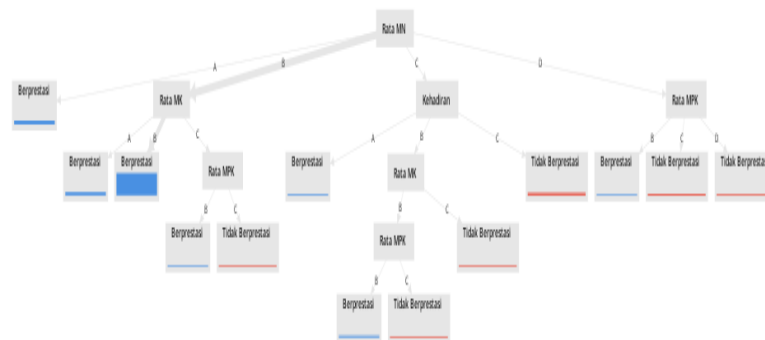 Rata MN
A
B
C
D
Berprestasi
Rata MK
Kehadiran
Rata MPK
A
B
C
A
B
C
B
C
D
Berprestasi
Berprestasi
Rata MPK
Berprestasi
Rata MK
Tidak Berprestasi
Berprestasi
Tidak Berprestasi
Tidak Berprestas
B
C
B
C
Berprestasi
Tidak Berprestasi
Rata MPK
Tidak Berprestasi
B
C
Berprestasi
Tidak Berprestasi